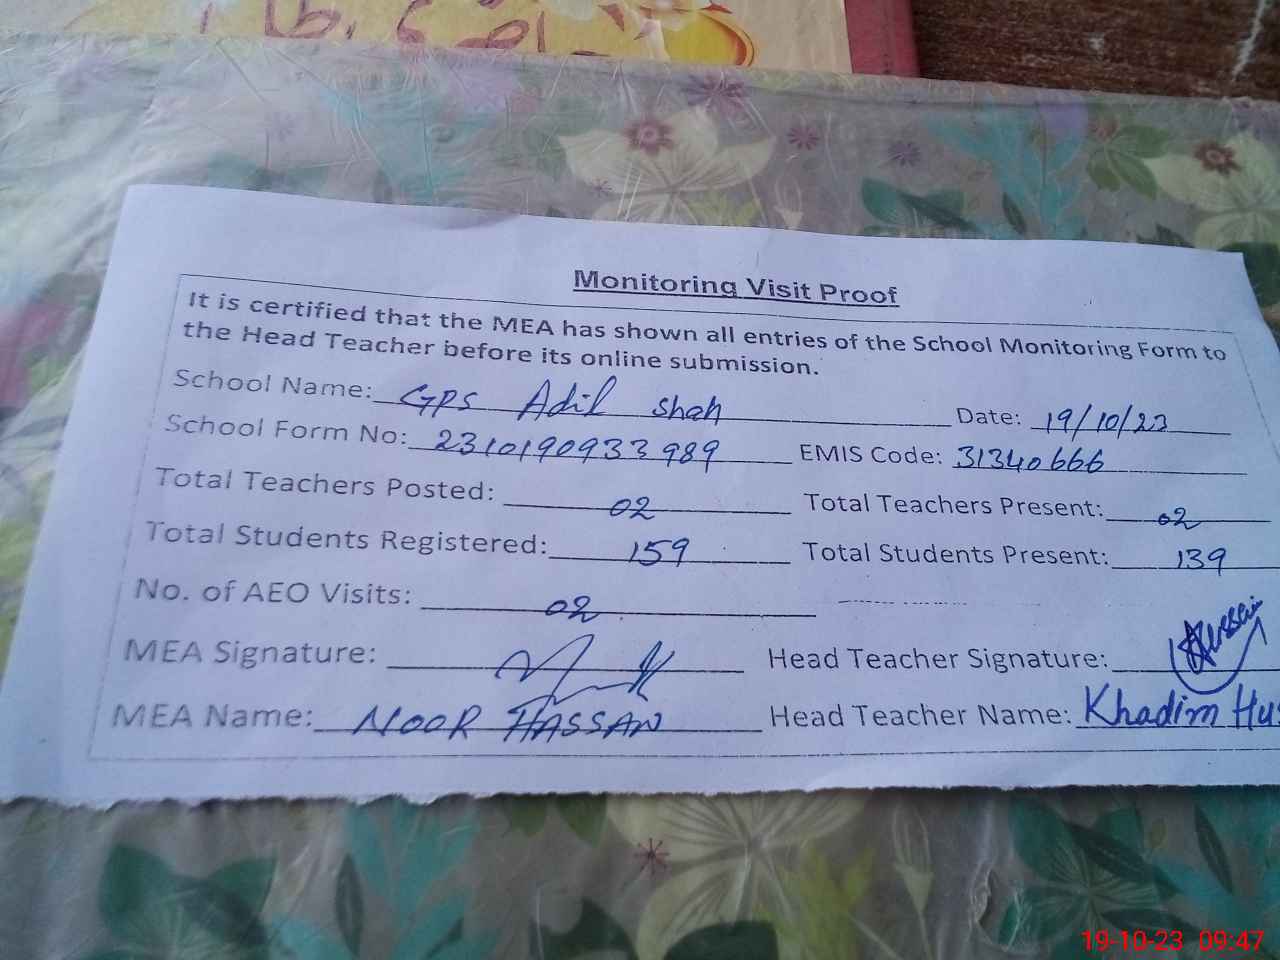 Monitoring Visit Proof
It is certified that the MEA has shown all entries of the School Monitoring Form to
the Head Teacher before its online submission.
School Name: GPS Adil Shah Date: 19/10/23
School Form No: 2310190933989 EMIS Code: 31340666
Total Teachers Posted: 02 Total Teachers Present: 02
Total Students Registered: 159 Total Students Present: 139
No. of AEO Visits: 02
MEA Signature: Head Teacher Signature: Hussain
MEA Name: NOOR HASSAN Head Teacher Name: Khadim Hus
19-10-23 09:47